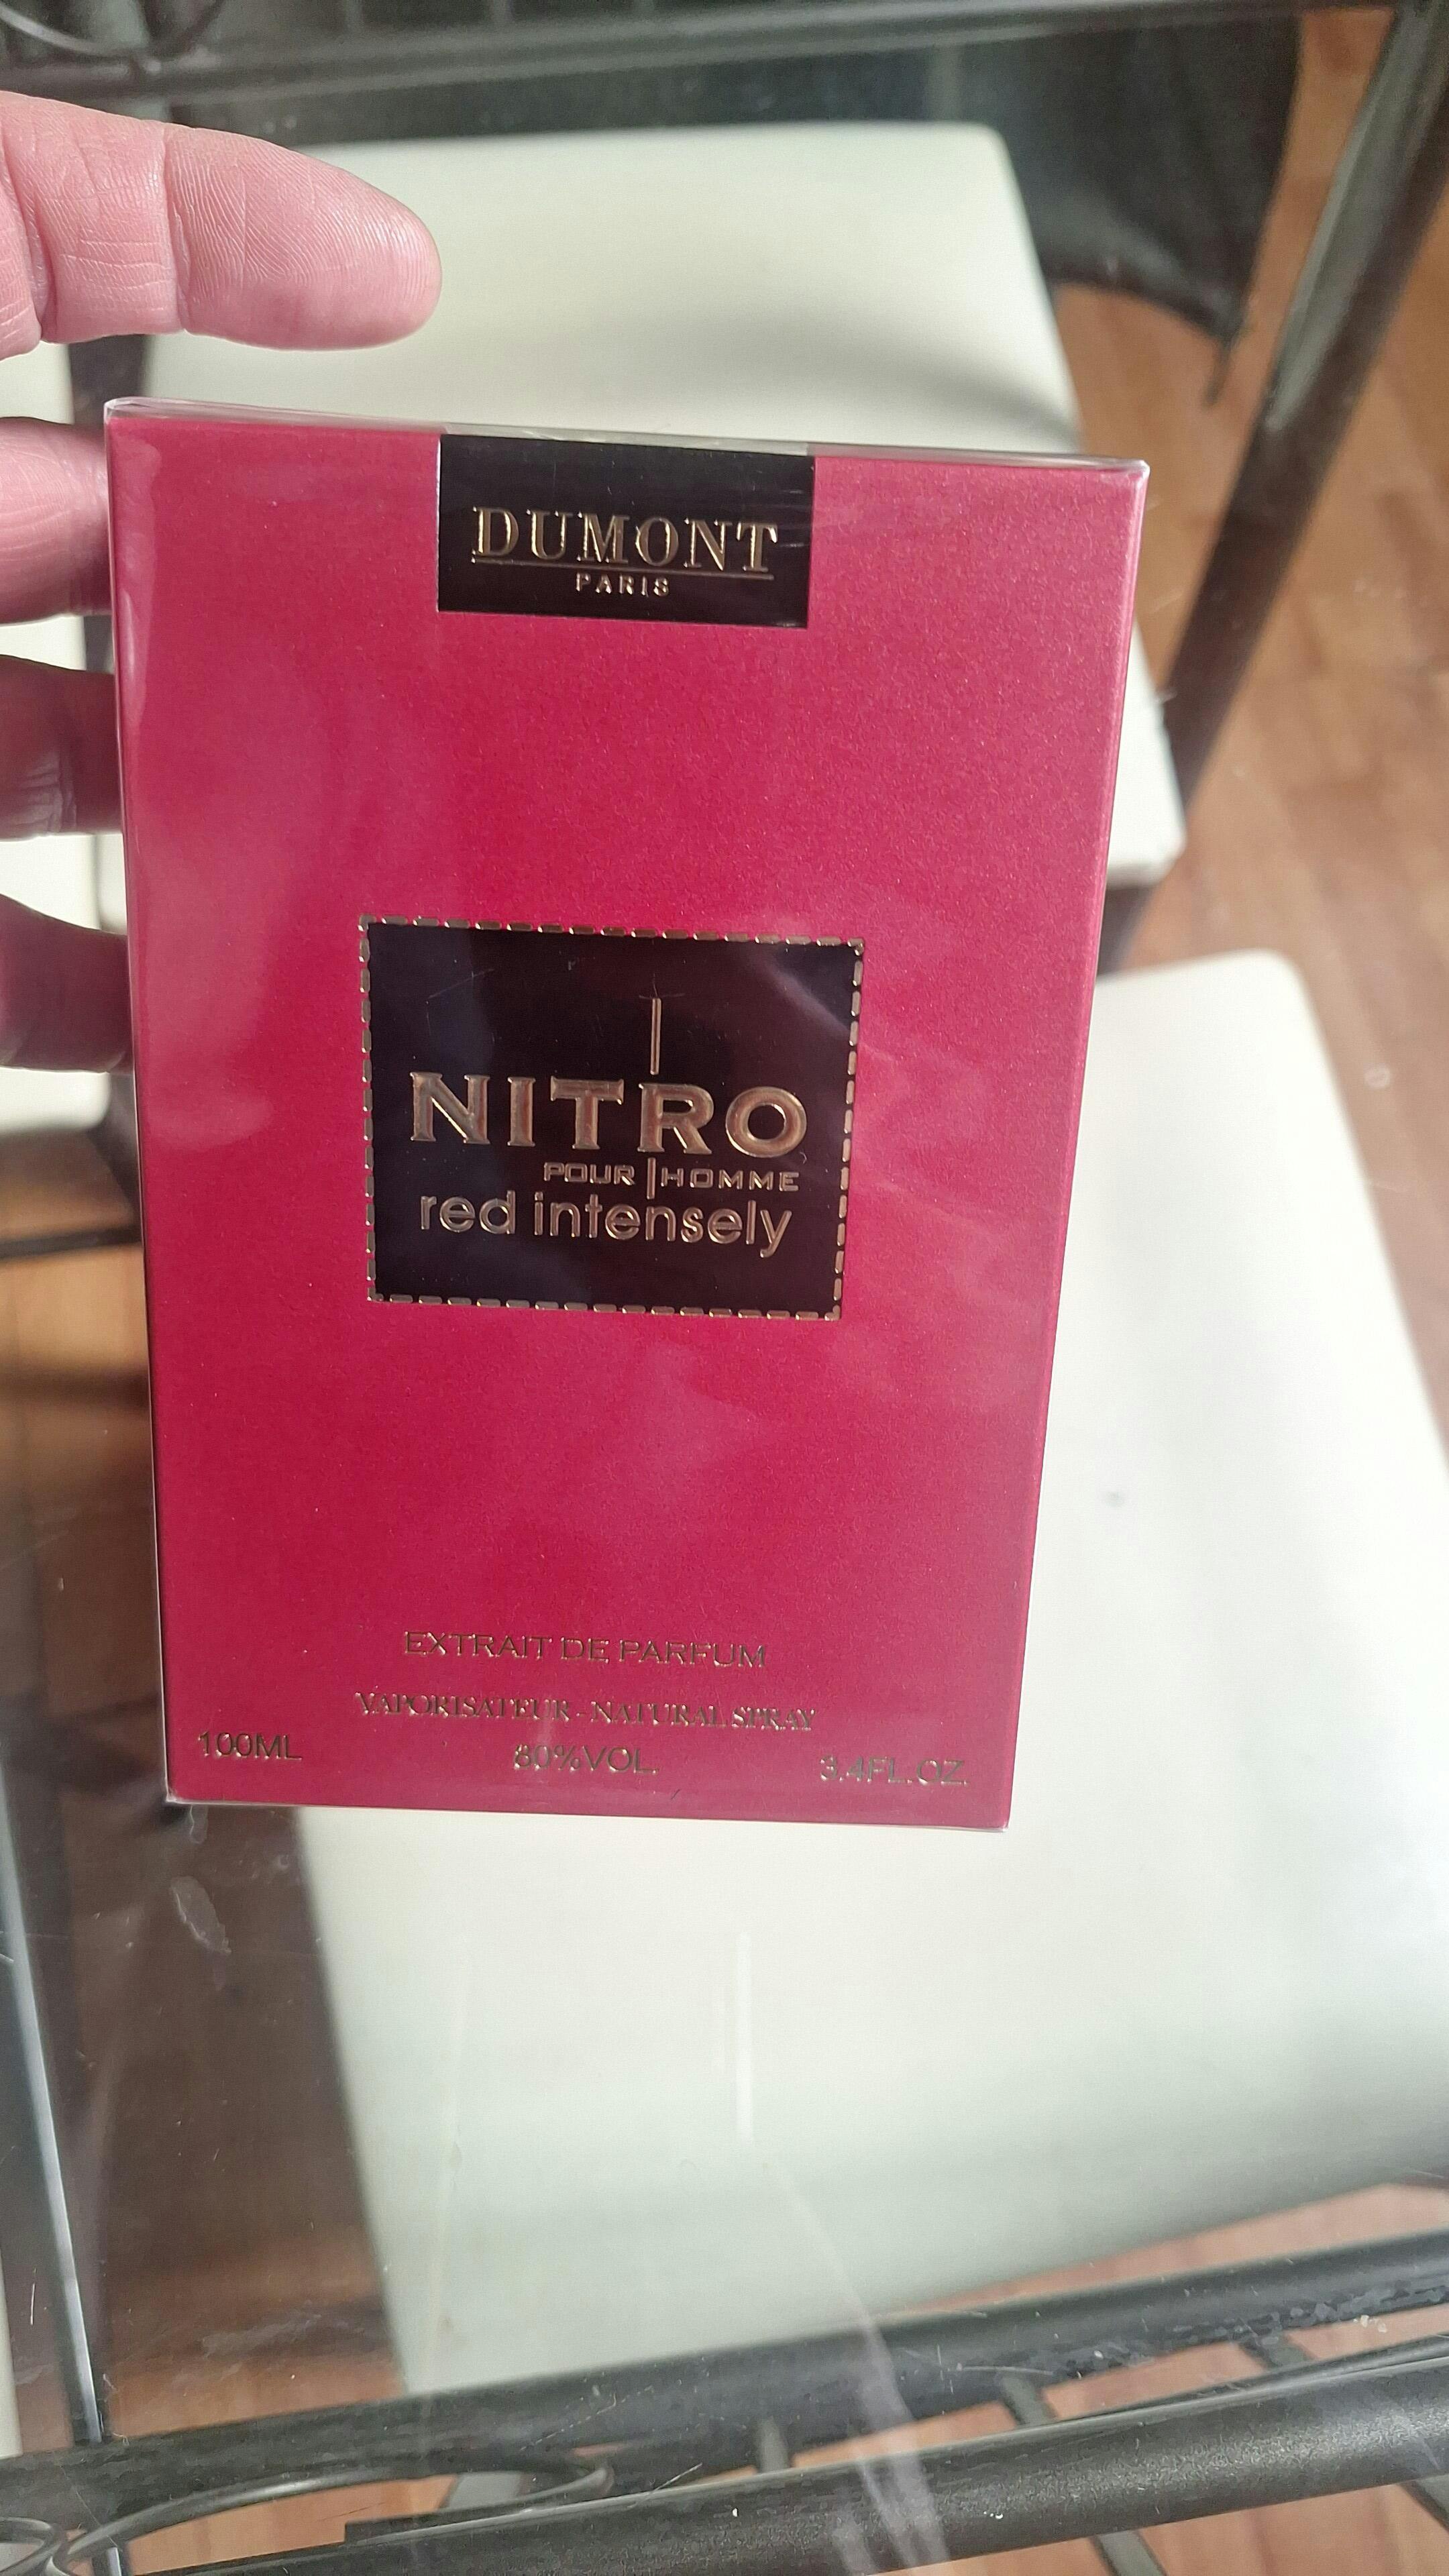 DUMONT
PARIS
NITRO
POUR HOMME
red intensely
EXTRAIT DE PARFUM
VAPORISATEUR - NATURAL SPRAY
100ML 80%VOL. 3.4FL.OZ.